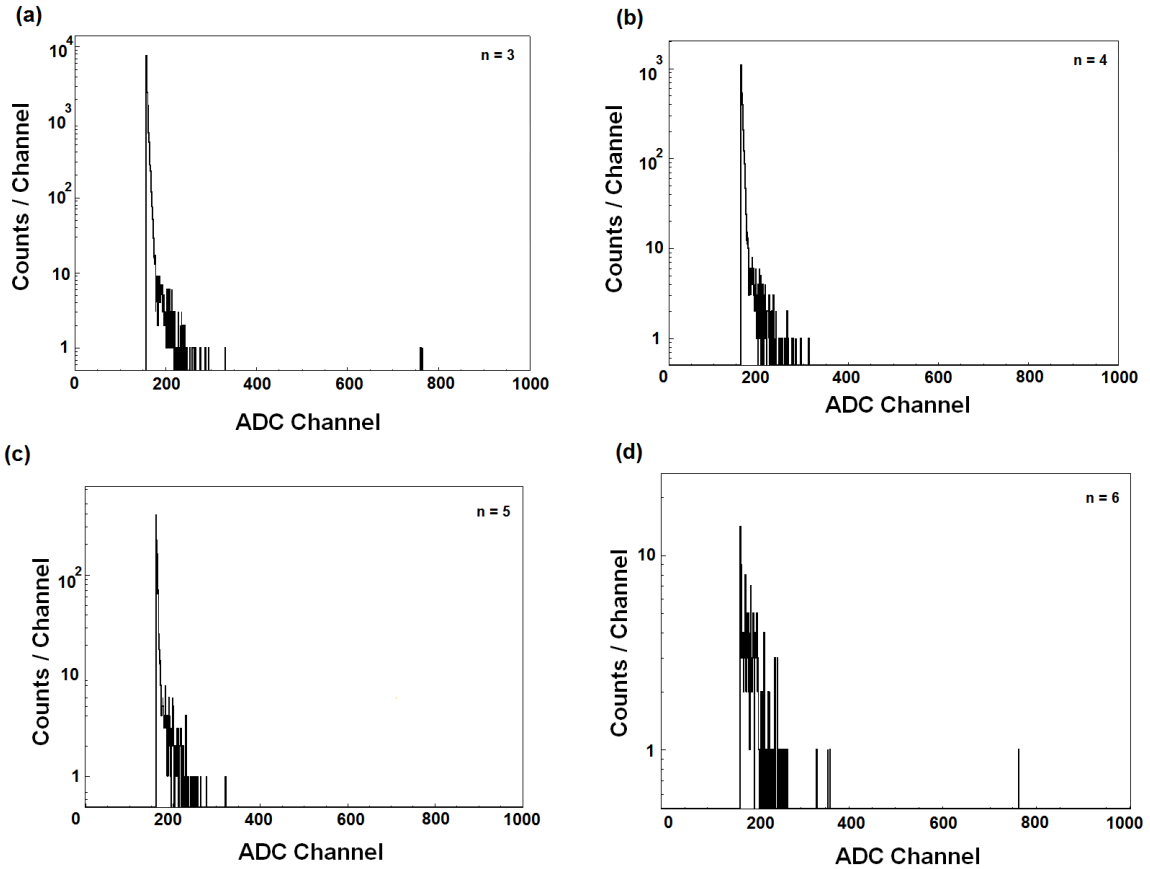 (a)
n = 3
10^4
10^3
10^2
10
1
Counts / Channel
0 200 400 600 800 1000
ADC Channel
(b)
n = 4
10^3
10^2
10
1
Counts / Channel
0 200 400 600 800 1000
ADC Channel
(c)
n = 5
10^2
10
1
Counts / Channel
0 200 400 600 800 1000
ADC Channel
(d)
n = 6
10
1
Counts / Channel
0 200 400 600 800 1000
ADC Channel